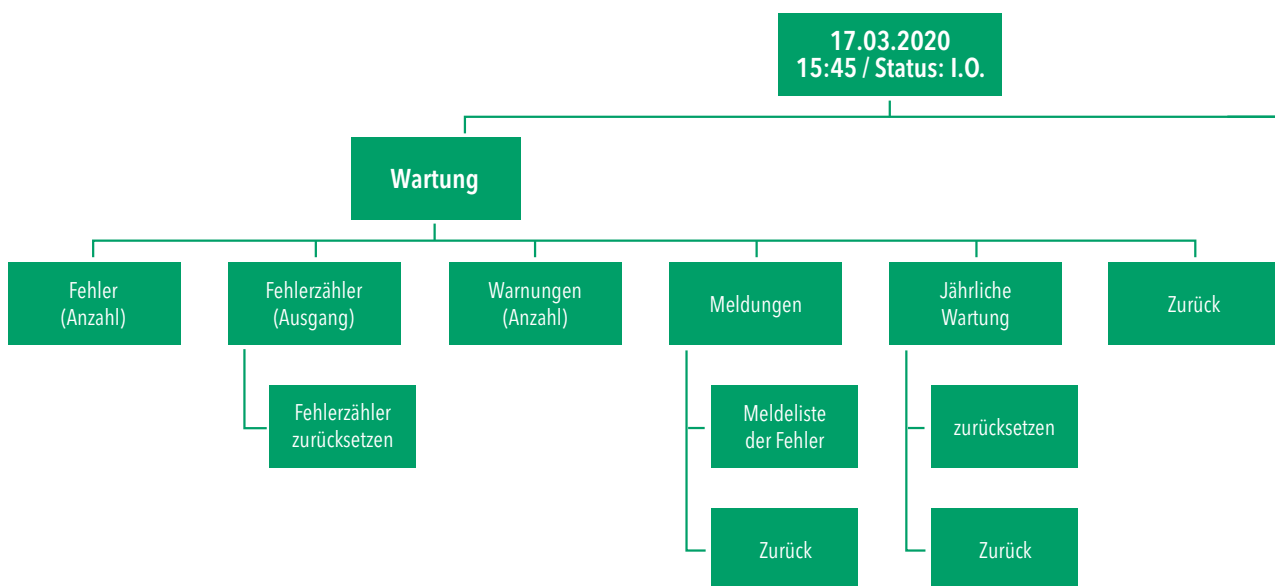 17.03.2020
15:45 / Status: I.O.
Wartung
Fehler
(Anzahl)
Fehlerzähler
(Ausgang)
Warnungen
(Anzahl)
Meldungen
Jährliche
Wartung
Zurück
Fehlerzähler
zurücksetzen
Meldeliste
der Fehler
zurücksetzen
Zurück
Zurück